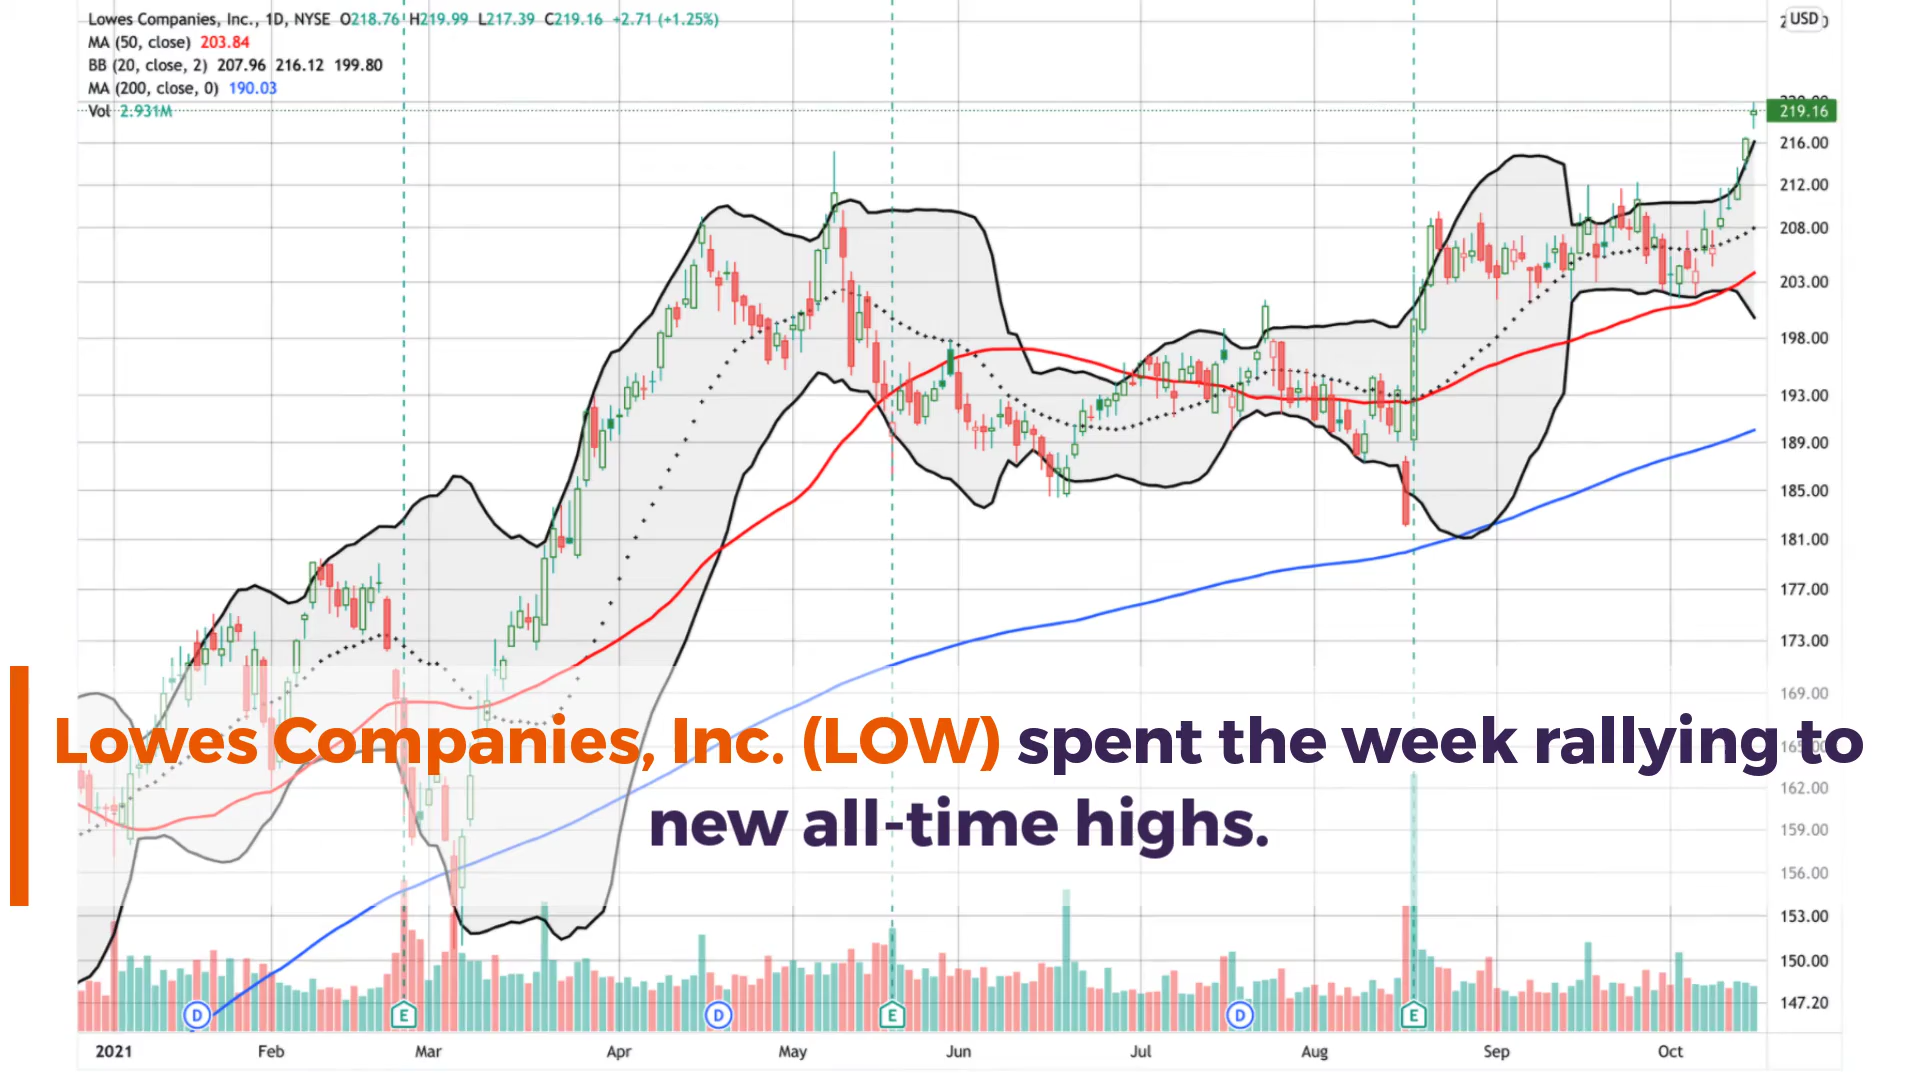 Lowes Companies, Inc., 1D, NYSE O218.76 H219.99 L217.39 C219.16 +2.71 (+1.25%)
USD
MA (50, close) 203.84
BB (20, close, 2) 207.96 216.12 199.80
MA (200, close, 0) 190.03
Vol 2.931M
219.16
216.00
212.00
208.00
203.00
198.00
193.00
189.00
185.00
181.00
177.00
173.00
169.00
Lowes Companies, Inc. (LOW) spent the week rallying to
new all-time highs.
162.00
159.00
156.00
153.00
150.00
147.20
D E D E D E
2021 Feb Mar Apr May Jun Jul Aug Sep Oct